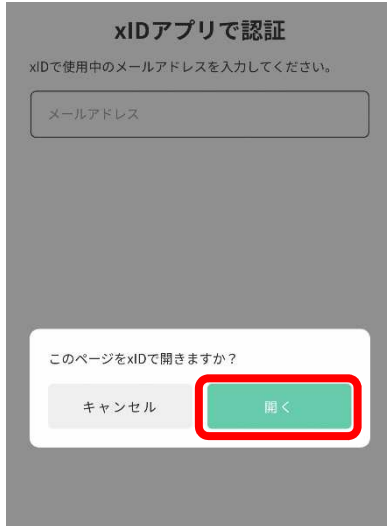 xIDアプリで認証
xIDで使用中のメールアドレスを入力してください。
メールアドレス
このページをxIDで開きますか？
キャンセル
開く